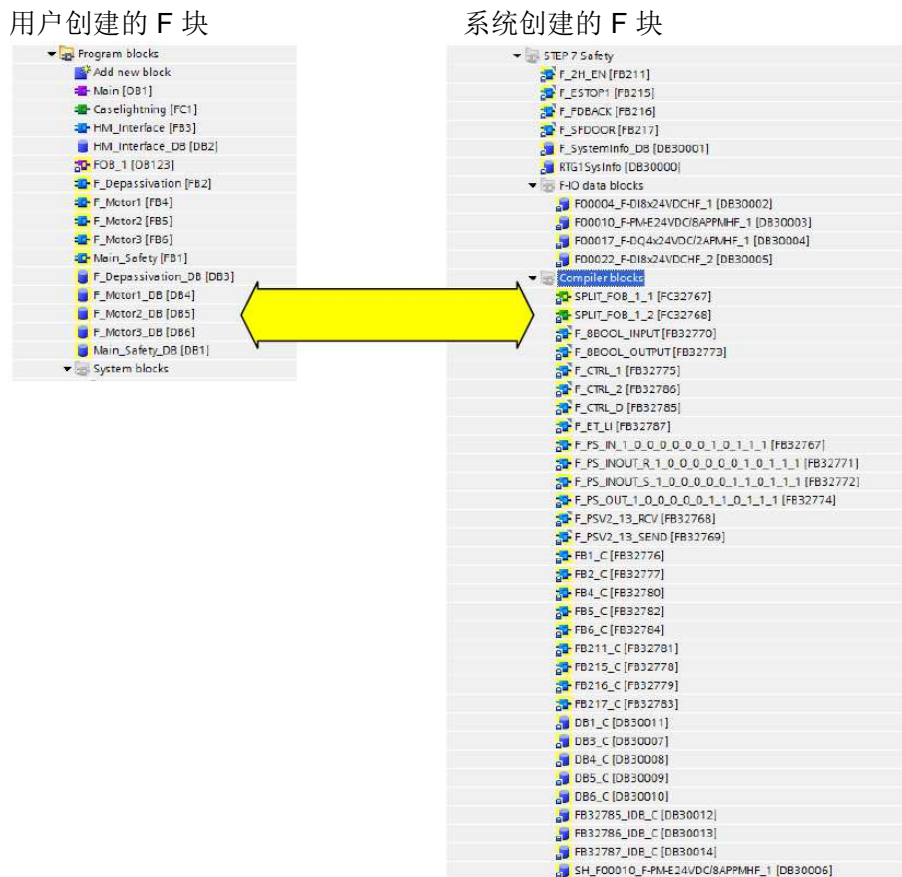 用户创建的 F 块
Program blocks
Add new block
Main [OB1]
Caselightning [FC1]
HMI_Interface [FB3]
HMI_Interface_DB [DB2]
FOB_1 [OB123]
F_Depassivation [FB2]
F_Motor1 [FB4]
F_Motor2 [FB5]
F_Motor3 [FB6]
Main_Safety [FB1]
F_Depassivation_DB [DB3]
F_Motor1_DB [DB4]
F_Motor2_DB [DB5]
F_Motor3_DB [DB6]
Main_Safety_DB [DB1]
System blocks
系统创建的 F 块
STEP 7 Safety
F_2H_EN [FB211]
F_ESTOP1 [FB215]
F_FDBACK [FB216]
F_SFDOOR [FB217]
F_SystemInfo_DB [DB30001]
RTG1SysInfo [DB30000]
F-IO data blocks
F00004_F-DI8x24VDCHF_1 [DB30002]
F00010_F-PM-E24VDC/8APPMHF_1 [DB30003]
F00017_F-DQ4x24VDC/2APMHF_1 [DB30004]
F00022_F-DI8x24VDCHF_2 [DB30005]
Compiler blocks
SPLIT_FOB_1_1 [FC32767]
SPLIT_FOB_1_2 [FC32768]
F_8BOOL_INPUT [FB32770]
F_8BOOL_OUTPUT [FB32773]
F_CTRL_1 [FB32775]
F_CTRL_2 [FB32786]
F_CTRL_D [FB32785]
F_ET_LI [FB32787]
F_PS_IN_1_0_0_0_0_0_0_1_0_1_1_1 [FB32767]
F_PS_INOUT_R_1_0_0_0_0_0_0_1_0_1_1_1 [FB32771]
F_PS_INOUT_S_1_0_0_0_0_0_1_1_0_1_1_1 [FB32772]
F_PS_OUT_1_0_0_0_0_0_1_1_0_1_1_1 [FB32774]
F_PSV2_13_RCV [FB32768]
F_PSV2_13_SEND [FB32769]
FB1_C [FB32776]
FB2_C [FB32777]
FB4_C [FB32780]
FB5_C [FB32782]
FB6_C [FB32784]
FB211_C [FB32781]
FB215_C [FB32778]
FB216_C [FB32779]
FB217_C [FB32783]
DB1_C [DB30011]
DB3_C [DB30007]
DB4_C [DB30008]
DB5_C [DB30009]
DB6_C [DB30010]
FB32785_IDB_C [DB30012]
FB32786_IDB_C [DB30013]
FB32787_IDB_C [DB30014]
SH_F00010_F-PM-E24VDC/8APPMHF_1 [DB30006]